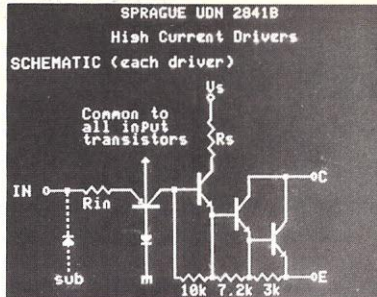 SPRAGUE UDN 2841B
High Current Drivers
SCHEMATIC (each driver)
Us
Common to
all input
transistors
Rs
IN
Rin
C
sub
m
E
10k 7.2k 3k